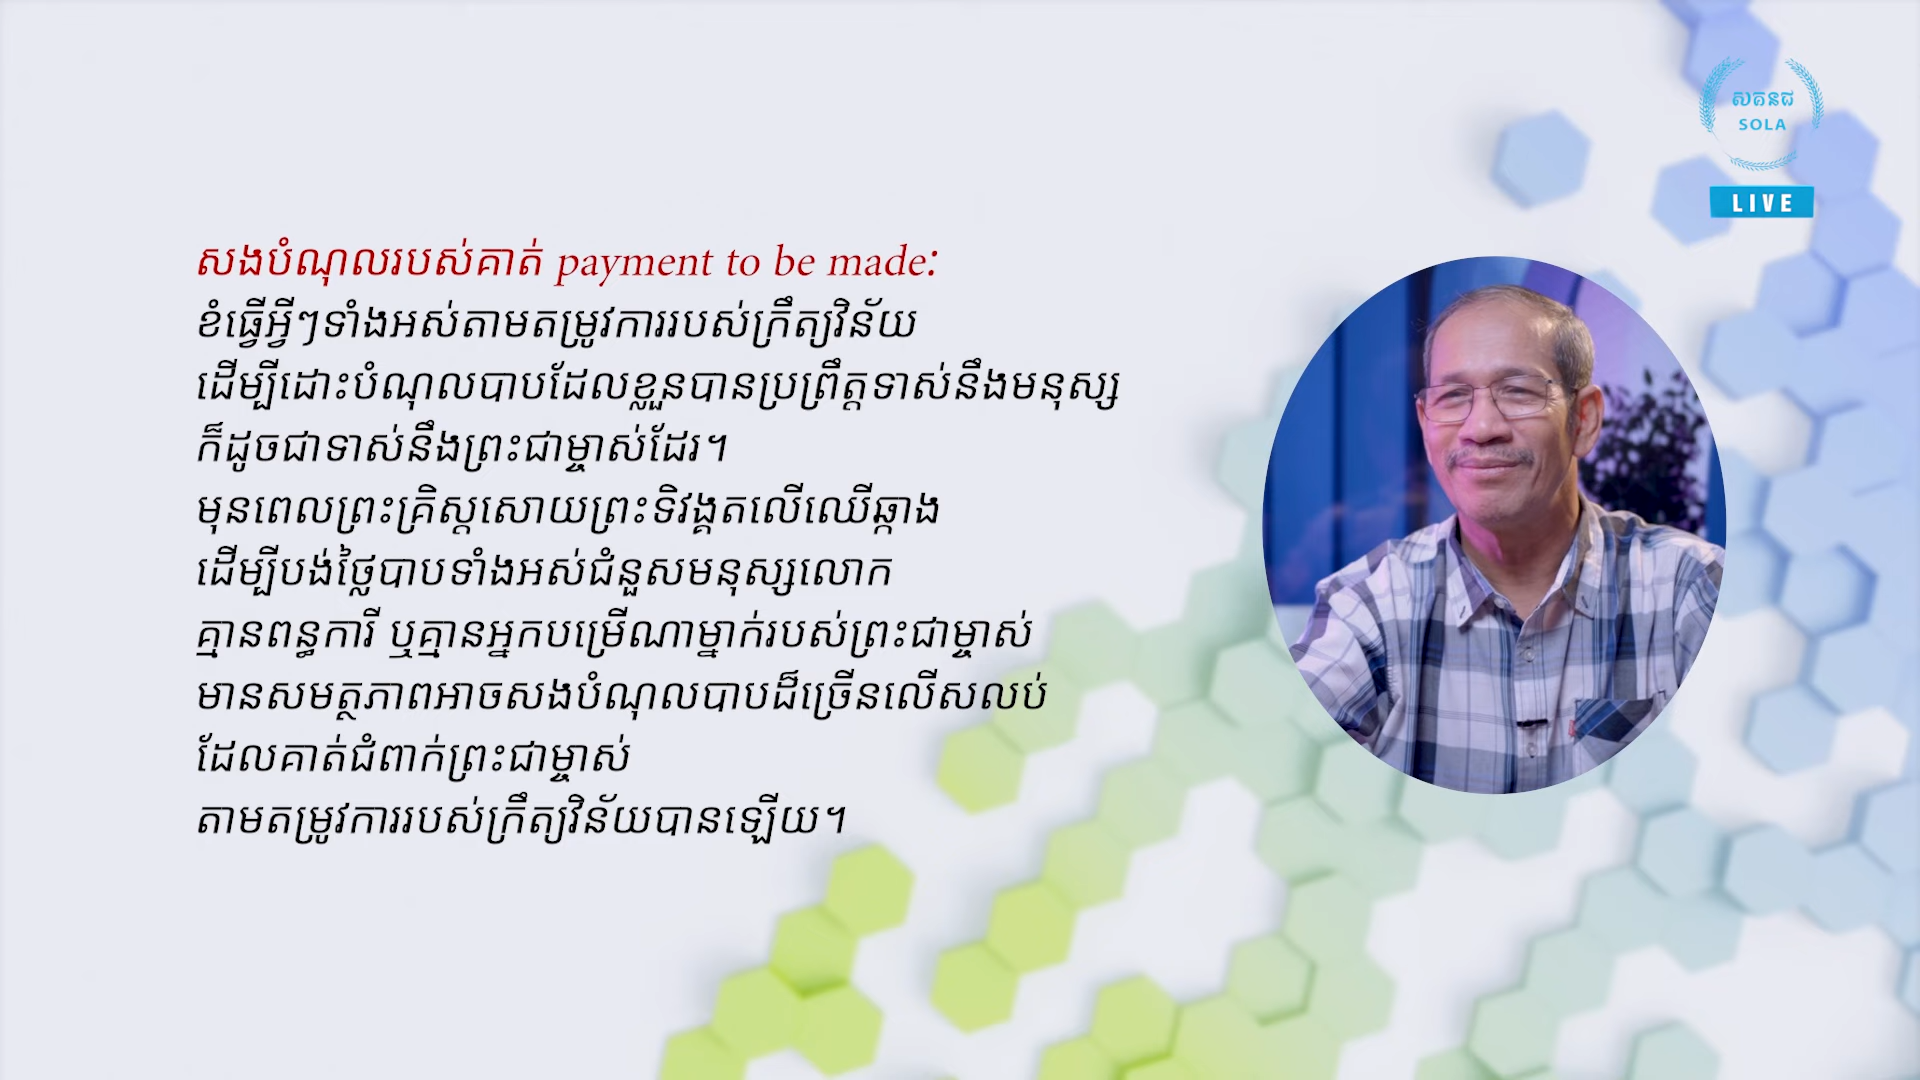 សគនជ
SOLA
LIVE
សងបំណុលរបស់គាត់ payment to be made:
ខំធ្វើអ្វីៗទាំងអស់តាមតម្រូវការរបស់ក្រឹត្យវិន័យ
ដើម្បីដោះបំណុលបាបដែលខ្លួនបានប្រព្រឹត្តទាស់នឹងមនុស្ស
ក៏ដូចជាទាស់នឹងព្រះជាម្ចាស់ដែរ។
មុនពេលព្រះគ្រិស្តសោយព្រះទិវង្គតលើឈើឆ្កាង
ដើម្បីបង់ថ្លៃបាបទាំងអស់ជំនួសមនុស្សលោក
គ្មានពន្ធការី ឬគ្មានអ្នកបម្រើណាម្នាក់របស់ព្រះជាម្ចាស់
មានសមត្ថភាពអាចសងបំណុលបាបដ៏ច្រើនលើសលប់
ដែលគាត់ជំពាក់ព្រះជាម្ចាស់
តាមតម្រូវការរបស់ក្រឹត្យវិន័យបានឡើយ។